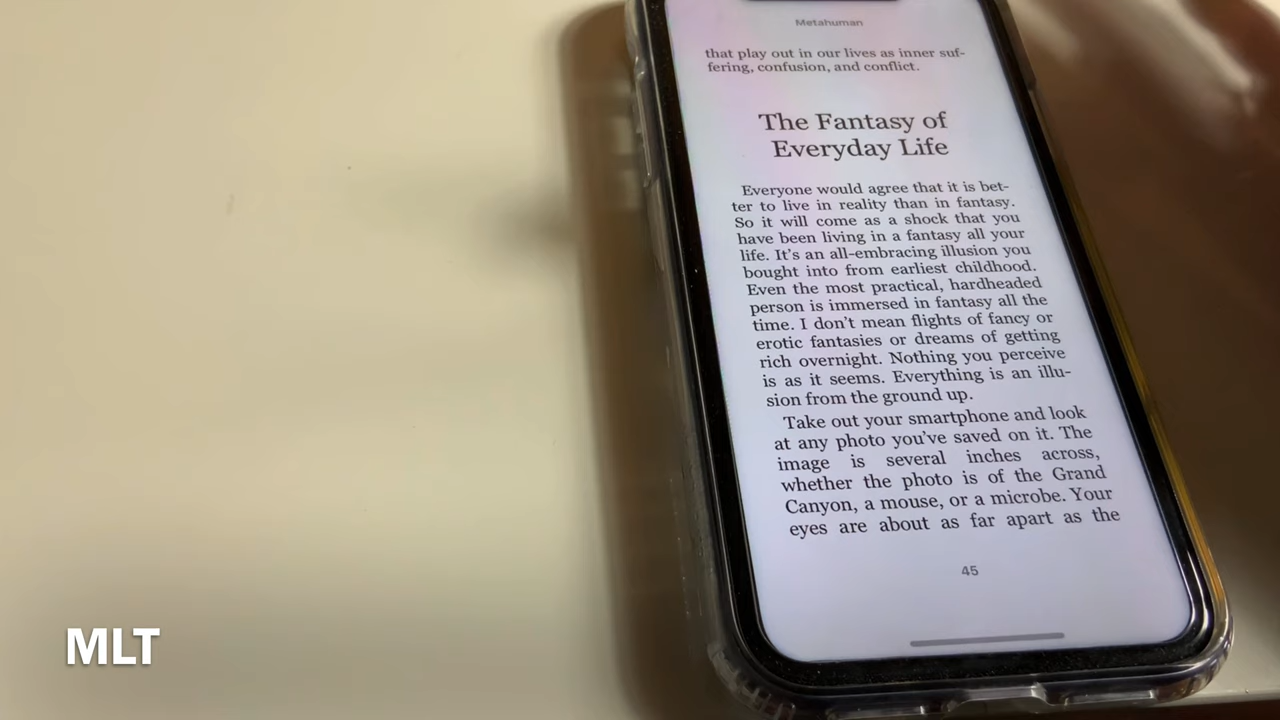 Metahuman
that play out in our lives as inner suf-
fering, confusion, and conflict.
The Fantasy of
Everyday Life
Everyone would agree that it is bet-
ter to live in reality than in fantasy.
So it will come as a shock that you
have been living in a fantasy all your
life. It's an all-embracing illusion you
bought into from earliest childhood.
Even the most practical, hardheaded
person is immersed in fantasy all the
time. I don't mean flights of fancy or
erotic fantasies or dreams of getting
rich overnight. Nothing you perceive
is as it seems. Everything is an illu-
sion from the ground up.
Take out your smartphone and look
at any photo you've saved on it. The
image is several inches across,
whether the photo is of the Grand
Canyon, a mouse, or a microbe. Your
eyes are about as far apart as the
45
MLT